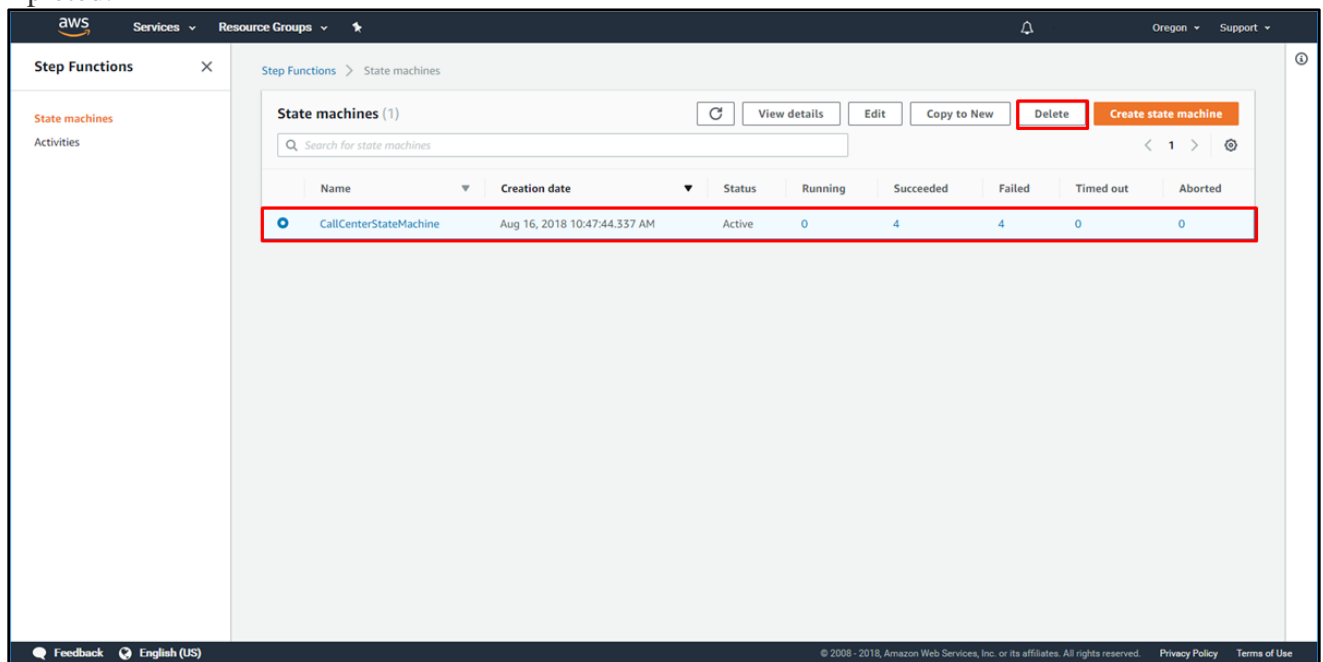 aws Services Resource Groups Oregon Support
Step Functions
Step Functions > State machines
State machines (1) View details Edit Copy to New Delete Create state machine
State machines
Activities
Search for state machines
< 1 >
Name Creation date Status Running Succeeded Failed Timed out Aborted
CallCenterStateMachine Aug 16, 2018 10:47:44.337 AM Active 0 4 4 0 0
Feedback English (US) © 2008 - 2018, Amazon Web Services, Inc. or its affiliates. All rights reserved. Privacy Policy Terms of Use